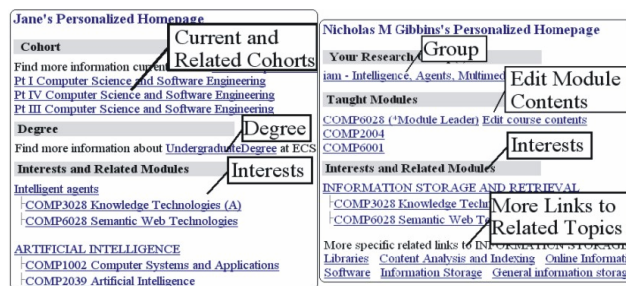 Jane's Personalized Homepage
Cohort
Find more information
Pt I Computer Science and Software Engineering
Pt IV Computer Science and Software Engineering
Pt III Computer Science and Software Engineering
Current and
Related Cohorts
Degree
Find more information about UndergraduateDegree at ECS
Degree
Interests and Related Modules
Interests
Intelligent agents
COMP3028 Knowledge Technologies (A)
COMP6028 Semantic Web Technologies
ARTIFICIAL INTELLIGENCE
COMP1002 Computer Systems and Applications
COMP2039 Artificial Intelligence
Nicholas M Gibbins's Personalized Homepage
Your Research
Group
iam - Intelligence, Agents,
Taught Modules
Edit Module
Contents
COMP6028 (*Module Leader) Edit course contents
COMP2004
COMP6001
Interests
Interests and Related Modules
INFORMATION STORAGE AND RETRIEVAL
COMP3028 Knowledge
COMP6028 Semantic Web
More Links to
Related Topics
More specific related links to INFORMATION STORAGE
Libraries Content Analysis and Indexing Online
Software Information Storage General information